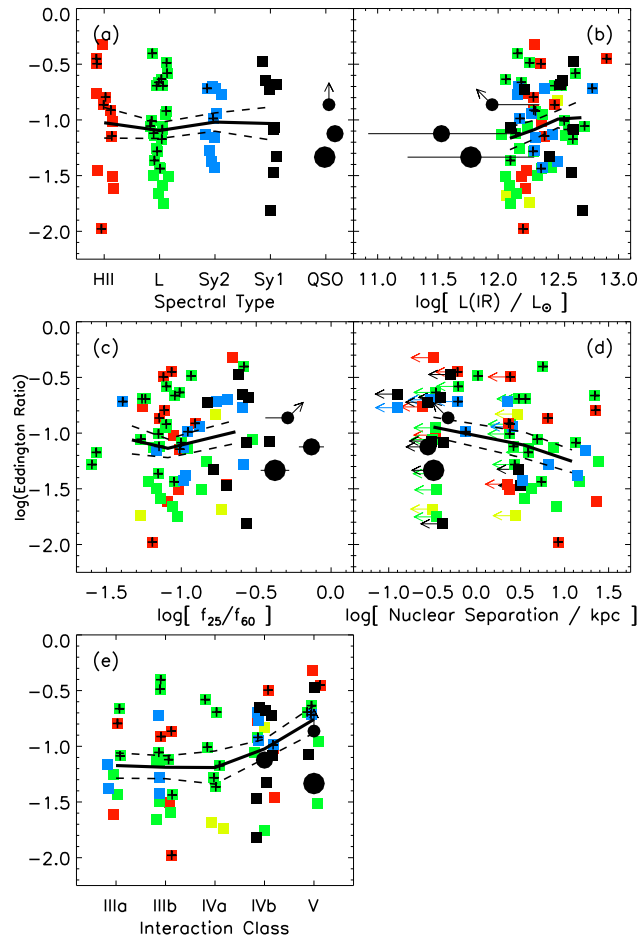 (a)
(b)
0.0
−0.5
−1.0
−1.5
−2.0
HII L Sy2 Sy1 QSO
Spectral Type
11.0 11.5 12.0 12.5 13.0
log[ L(IR) / L⊙ ]
(c)
(d)
log(Eddington Ratio)
0.0
−0.5
−1.0
−1.5
−2.0
−1.5 −1.0 −0.5 0.0
log[ f25/f60 ]
−1.0 −0.5 0.0 0.5 1.0 1.5
log[ Nuclear Separation / kpc ]
(e)
0.0
−0.5
−1.0
−1.5
−2.0
IIIa IIIb IVa IVb V
Interaction Class